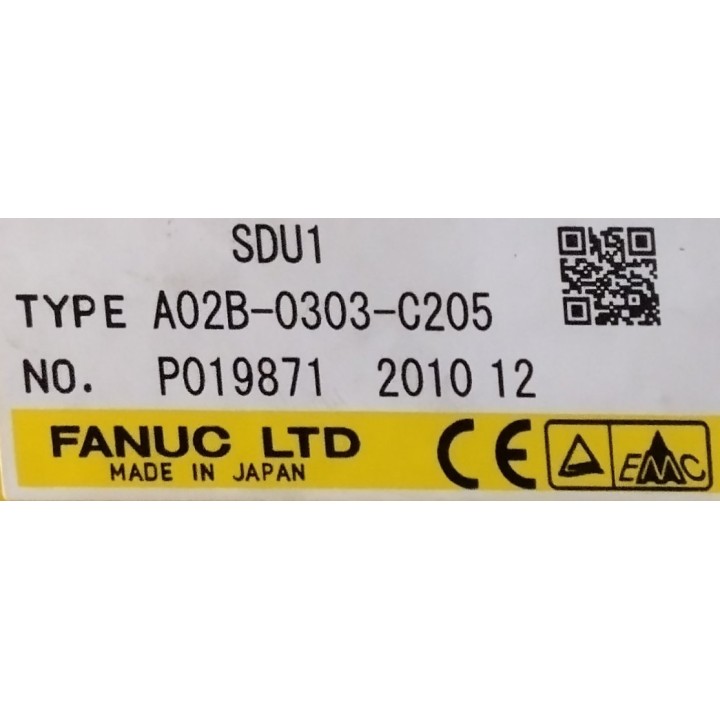 SDU1
TYPE A02B-0303-C205
NO. P019871 2010 12
FANUC LTD
MADE IN JAPAN
CE
EMC